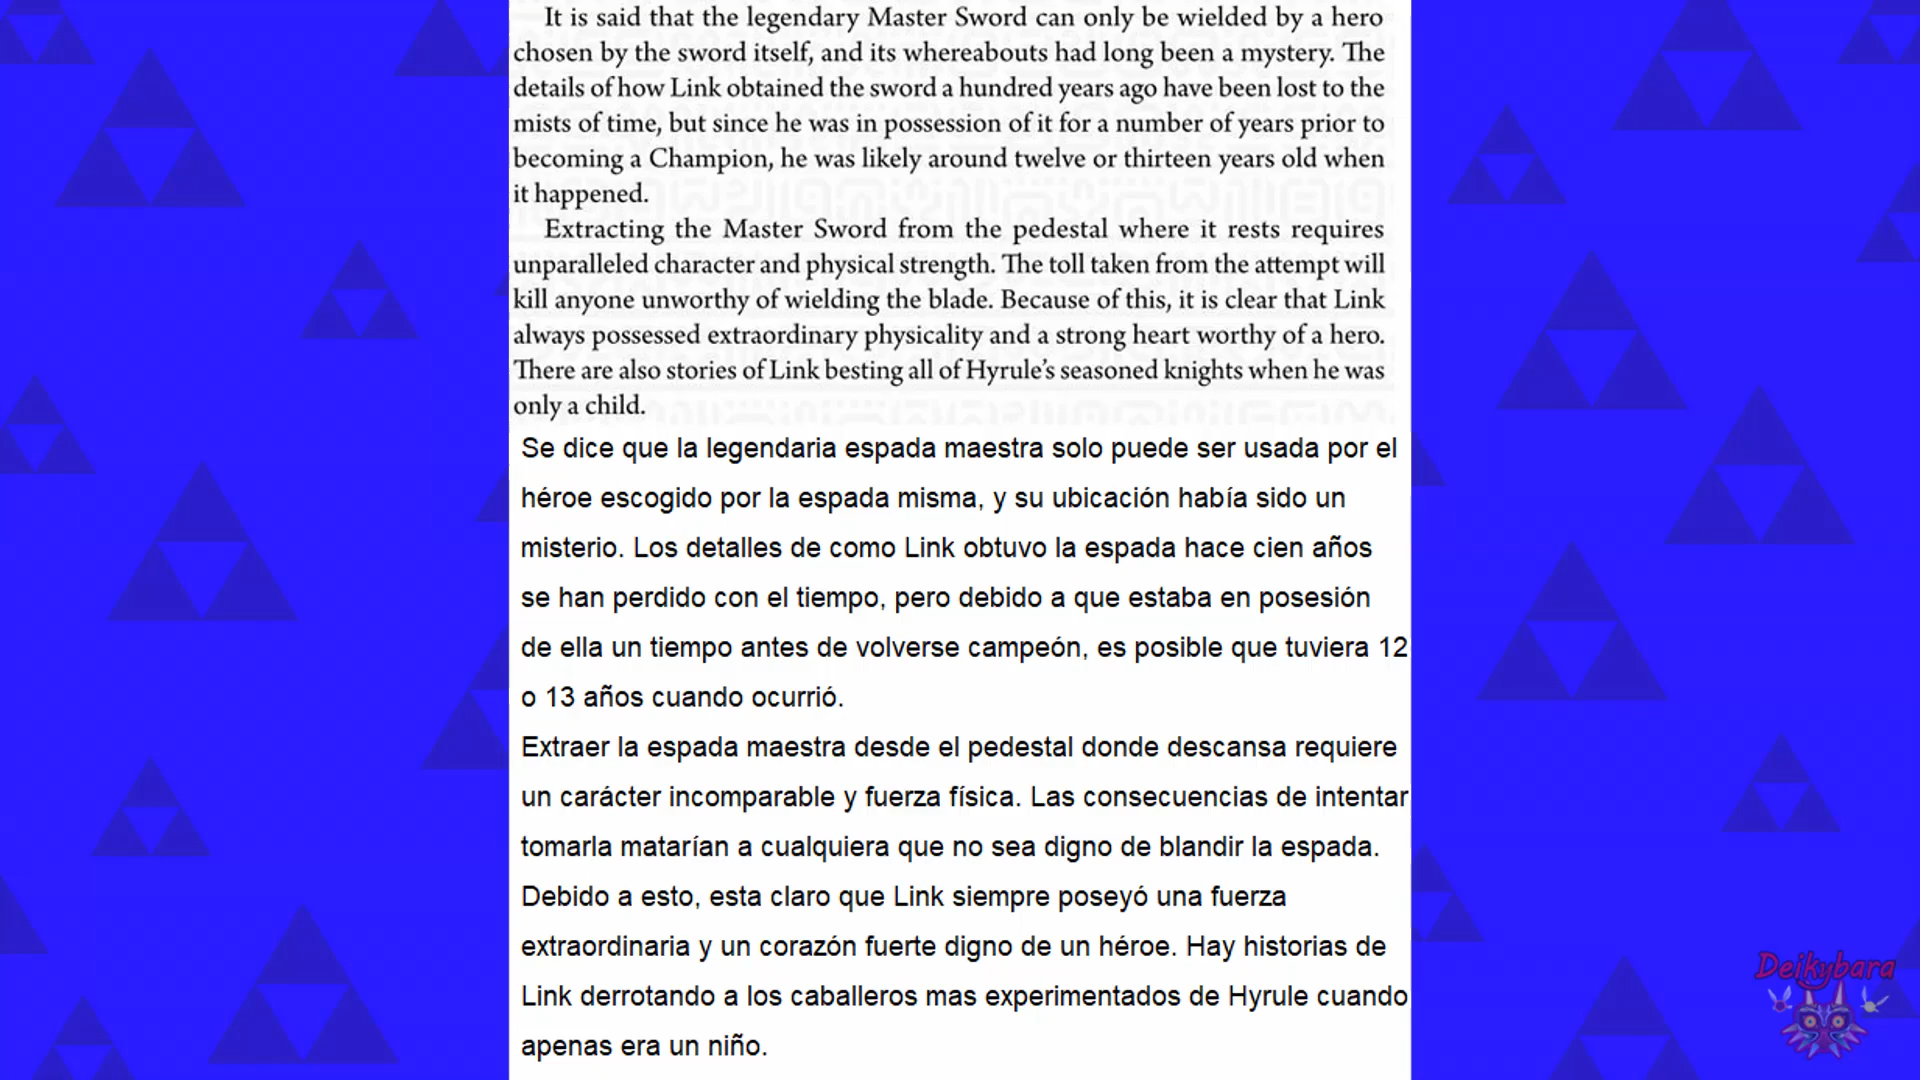 It is said that the legendary Master Sword can only be wielded by a hero
chosen by the sword itself, and its whereabouts had long been a mystery. The
details of how Link obtained the sword a hundred years ago have been lost to the
mists of time, but since he was in possession of it for a number of years prior to
becoming a Champion, he was likely around twelve or thirteen years old when
it happened.
Extracting the Master Sword from the pedestal where it rests requires
unparalleled character and physical strength. The toll taken from the attempt will
kill anyone unworthy of wielding the blade. Because of this, it is clear that Link
always possessed extraordinary physicality and a strong heart worthy of a hero.
There are also stories of Link besting all of Hyrule’s seasoned knights when he was
only a child.
Se dice que la legendaria espada maestra solo puede ser usada por el
héroe escogido por la espada misma, y su ubicación había sido un
misterio. Los detalles de como Link obtuvo la espada hace cien años
se han perdido con el tiempo, pero debido a que estaba en posesión
de ella un tiempo antes de volverse campeón, es posible que tuviera 12
o 13 años cuando ocurrió.
Extraer la espada maestra desde el pedestal donde descansa requiere
un carácter incomparable y fuerza física. Las consecuencias de intentar
tomarla matarían a cualquiera que no sea digno de blandir la espada.
Debido a esto, esta claro que Link siempre poseyó una fuerza
extraordinaria y un corazón fuerte digno de un héroe. Hay historias de
Link derrotando a los caballeros mas experimentados de Hyrule cuando
apenas era un niño.
Deikybara